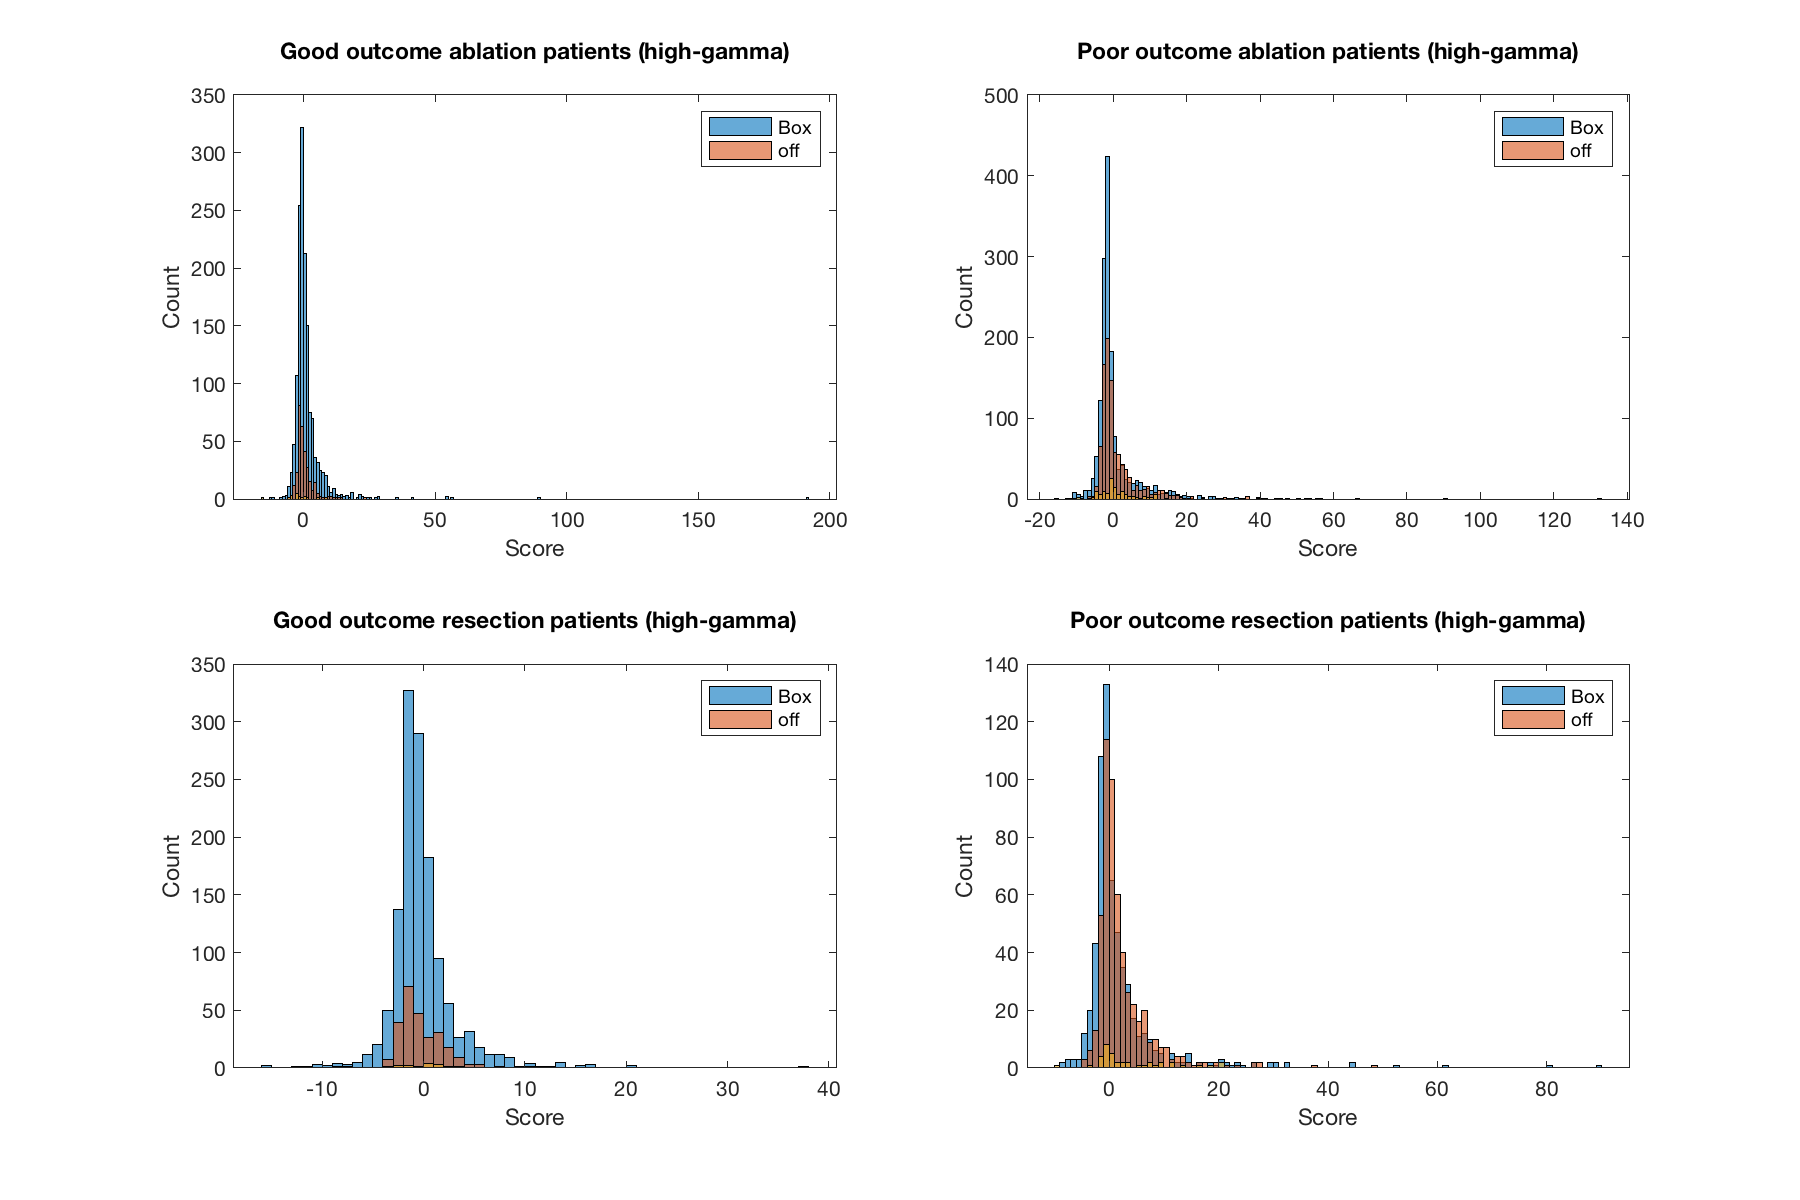 Good outcome ablation patients (high-gamma)
350
300
250
200
150
100
50
0
Count
0 50 100 150 200
Score
Box
off
Poor outcome ablation patients (high-gamma)
500
400
300
200
100
0
Count
-20 0 20 40 60 80 100 120 140
Score
Box
off
Good outcome resection patients (high-gamma)
350
300
250
200
150
100
50
0
Count
-10 0 10 20 30 40
Score
Box
off
Poor outcome resection patients (high-gamma)
140
120
100
80
60
40
20
0
Count
0 20 40 60 80
Score
Box
off